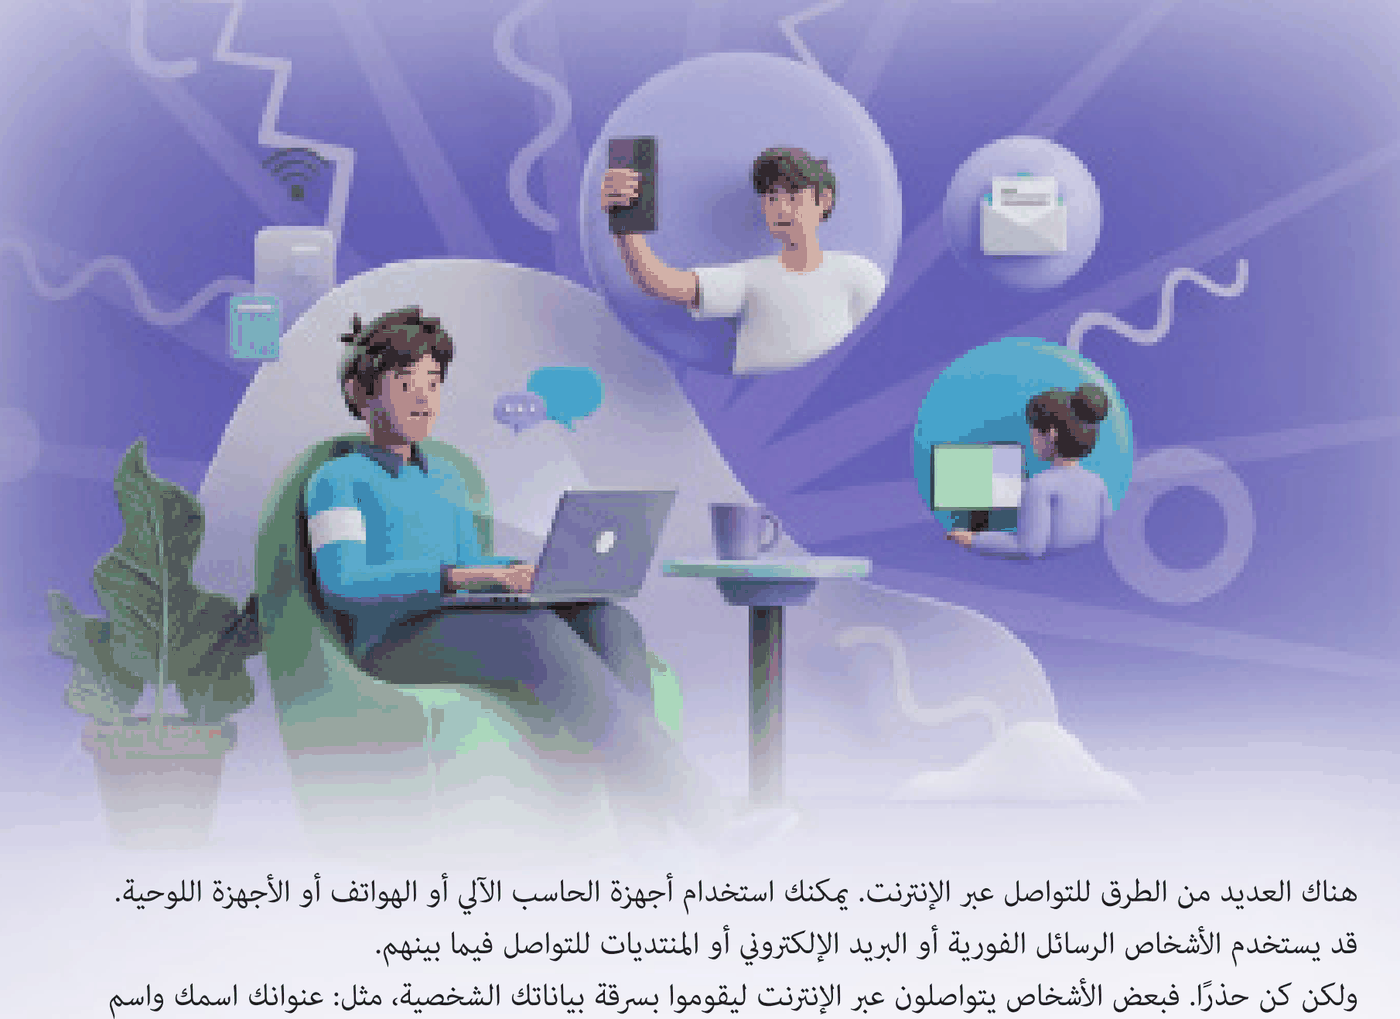 هناك العديد من الطرق للتواصل عبر الإنترنت. يمكنك استخدام أجهزة الحاسب الآلي أو الهواتف أو الأجهزة اللوحية.
قد يستخدم الأشخاص الرسائل الفورية أو البريد الإلكتروني أو المنتديات للتواصل فيما بينهم.
ولكن كن حذرًا. فبعض الأشخاص يتواصلون عبر الإنترنت ليقوموا بسرقة بياناتك الشخصية، مثل: عنوانك اسمك واسم